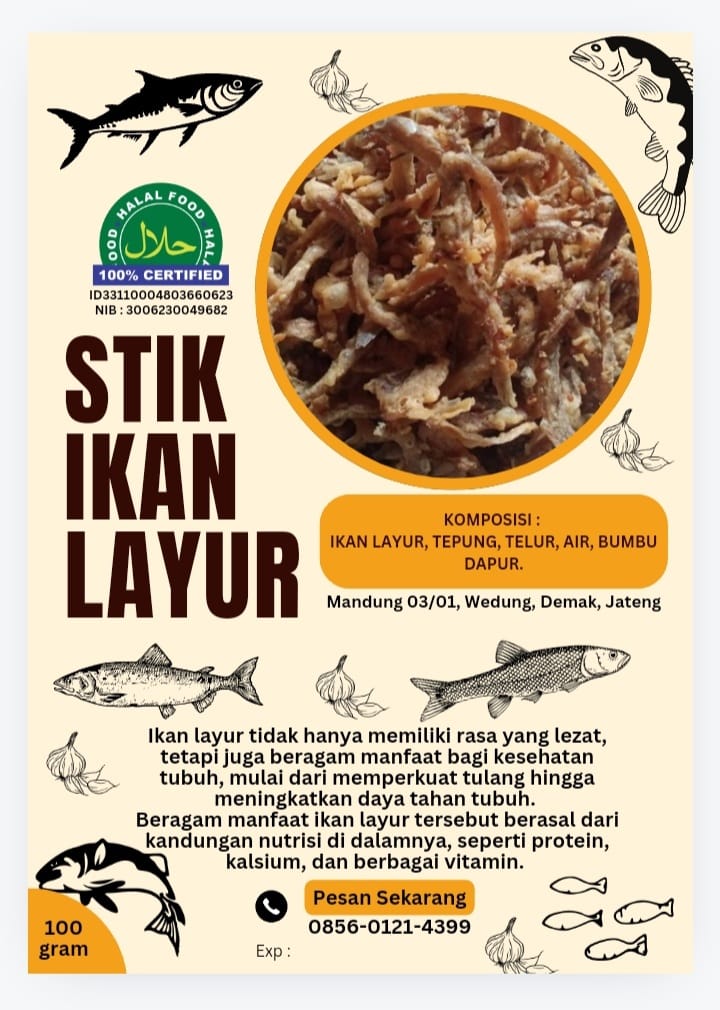 HALAL FOOD
حلال
100% CERTIFIED
ID33110004803660623
NIB : 3006230049682
STIK
IKAN
LAYUR
KOMPOSISI :
IKAN LAYUR, TEPUNG, TELUR, AIR, BUMBU
DAPUR.
Mandung 03/01, Wedung, Demak, Jateng
Ikan layur tidak hanya memiliki rasa yang lezat,
tetapi juga beragam manfaat bagi kesehatan
tubuh, mulai dari memperkuat tulang hingga
meningkatkan daya tahan tubuh.
Beragam manfaat ikan layur tersebut berasal dari
kandungan nutrisi di dalamnya, seperti protein,
kalsium, dan berbagai vitamin.
Pesan Sekarang
0856-0121-4399
100
gram
Exp :